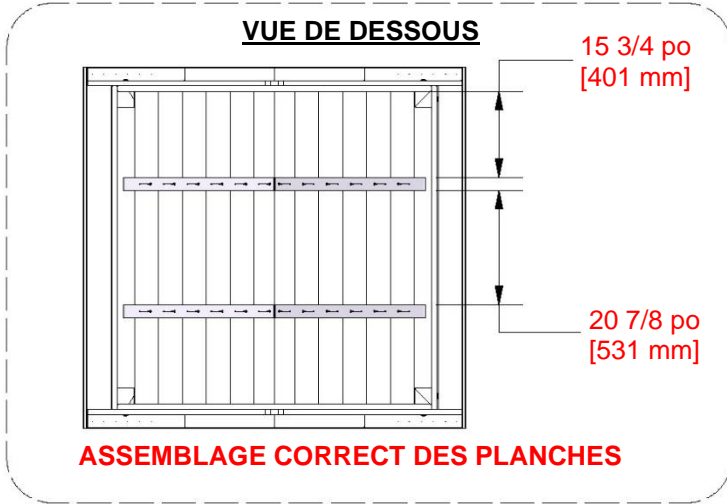 VUE DE DESSOUS
15 3/4 po
[401 mm]
20 7/8 po
[531 mm]
ASSEMBLAGE CORRECT DES PLANCHES